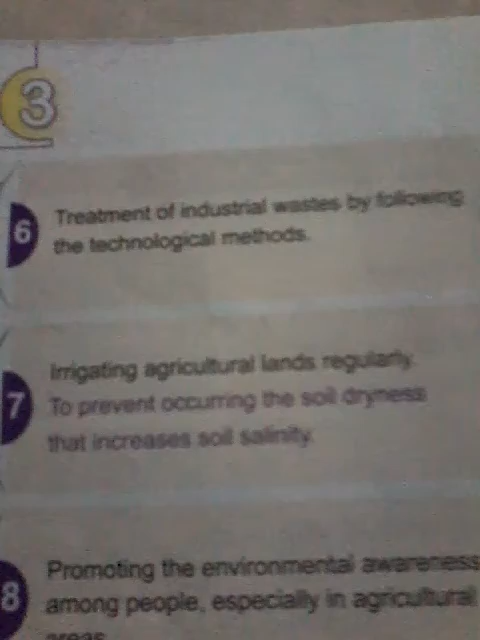 3
6 Treatment of industrial wastes by following
the technological methods.
Irrigating agricultural lands regularly.
7 To prevent occurring the soil dryness
that increases soil salinity.
Promoting the environmental awareness
8 among people, especially in agricultural
areas